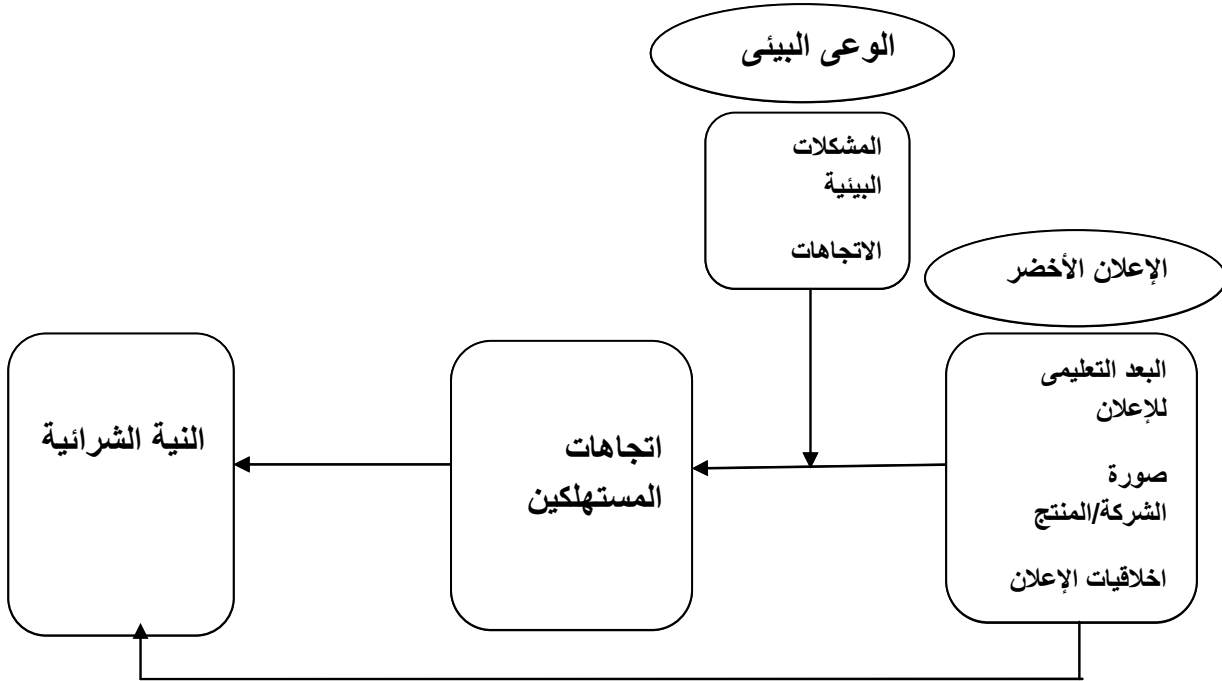 الوعى البيئى
المشكلات
البيئية
الاتجاهات
الإعلان الأخضر
البعد التعليمى
للإعلان
صورة
الشركة/المنتج
اخلاقيات الإعلان
اتجاهات
المستهلكين
النية الشرائية